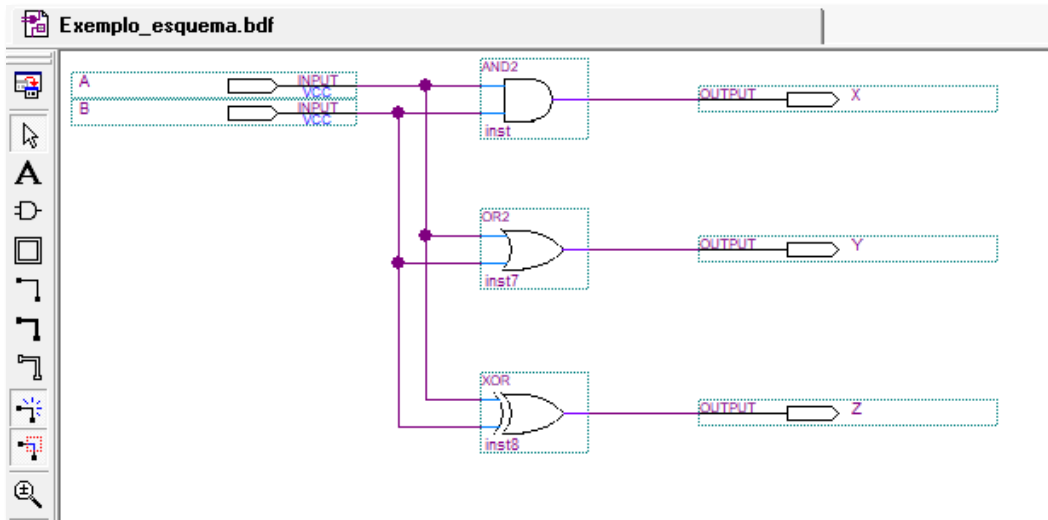 Exemplo_esquema.bdf
A INPUT
VCC
B INPUT
VCC
AND2
inst
OUTPUT X
OR2
inst7
OUTPUT Y
XOR
inst8
OUTPUT Z
A